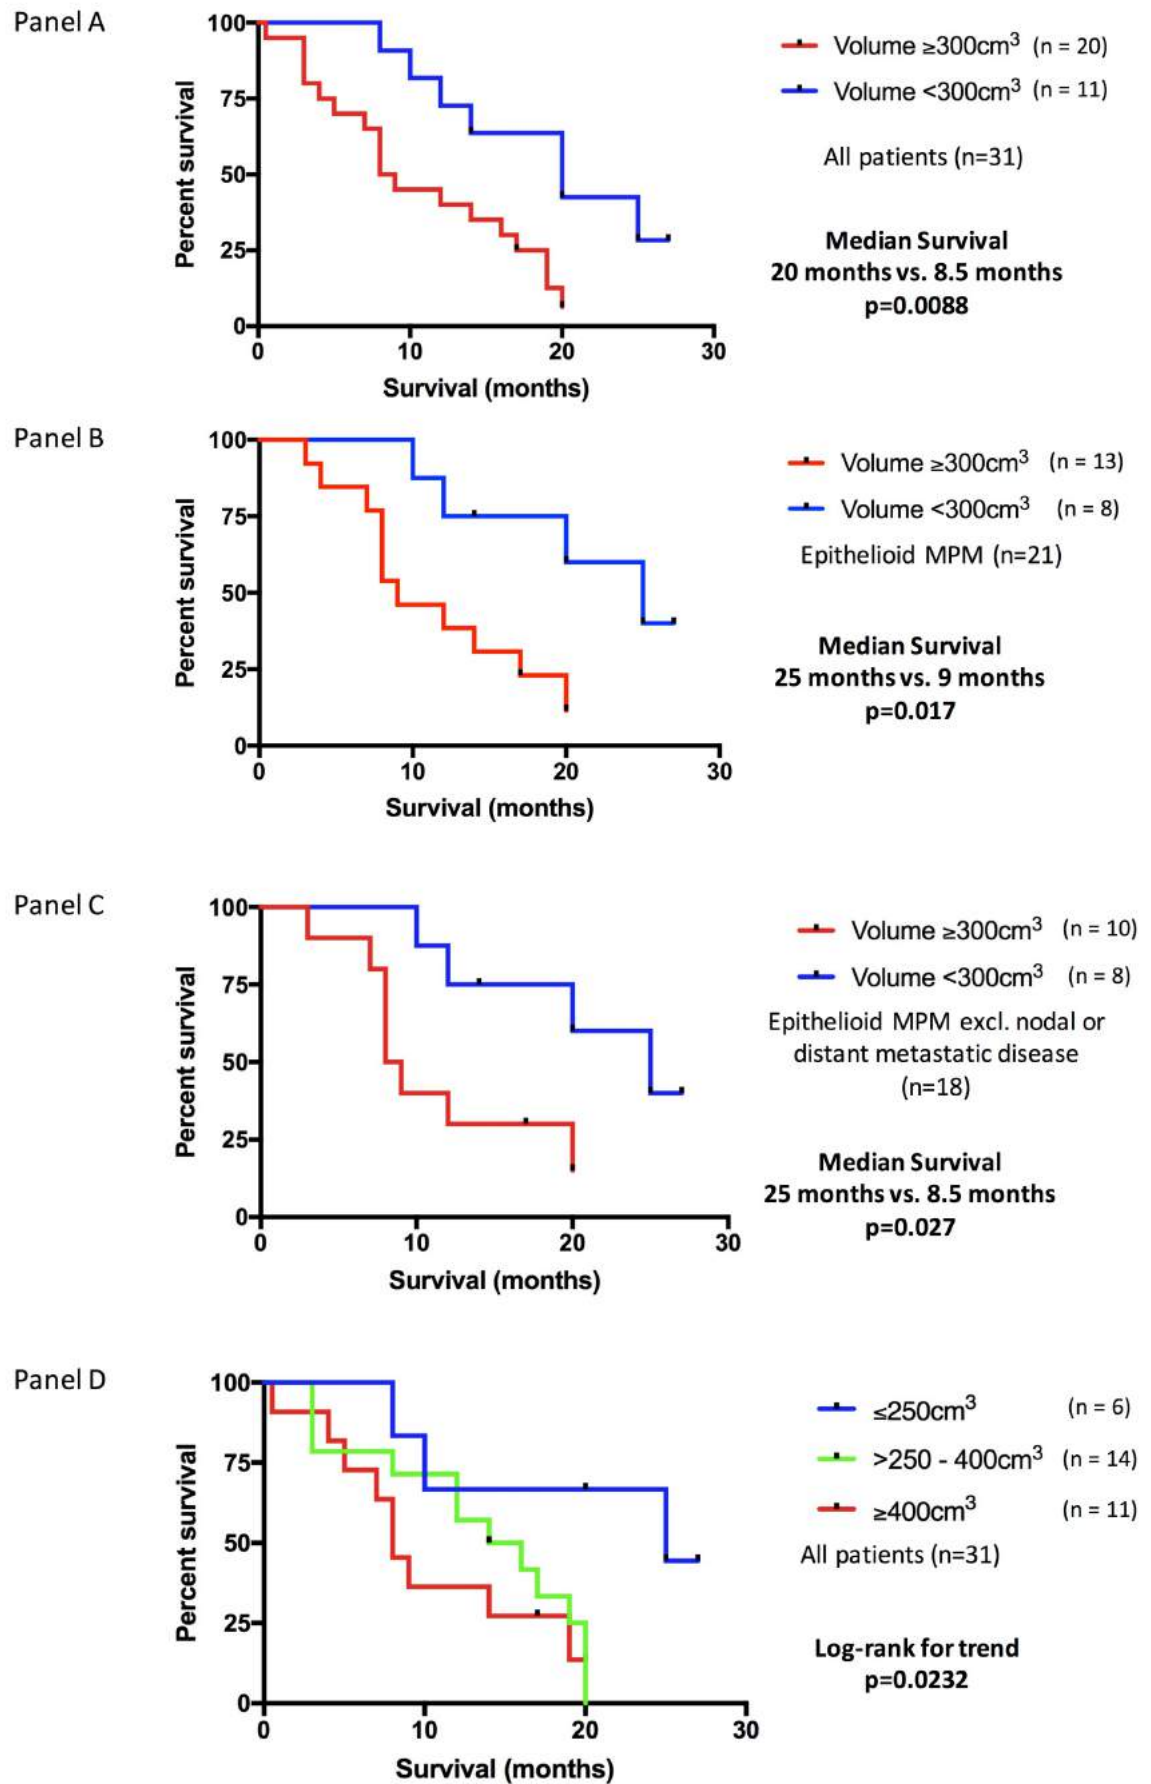 Panel A
Percent survival
100
75
50
25
0
0 10 20 30
Survival (months)
Volume ≥300cm³ (n = 20)
Volume <300cm³ (n = 11)
All patients (n=31)
Median Survival
20 months vs. 8.5 months
p=0.0088
Panel B
Percent survival
100
75
50
25
0
0 10 20 30
Survival (months)
Volume ≥300cm³ (n = 13)
Volume <300cm³ (n = 8)
Epithelioid MPM (n=21)
Median Survival
25 months vs. 9 months
p=0.017
Panel C
Percent survival
100
75
50
25
0
0 10 20 30
Survival (months)
Volume ≥300cm³ (n = 10)
Volume <300cm³ (n = 8)
Epithelioid MPM excl. nodal or
distant metastatic disease
(n=18)
Median Survival
25 months vs. 8.5 months
p=0.027
Panel D
Percent survival
100
75
50
25
0
0 10 20 30
Survival (months)
≤250cm³ (n = 6)
>250 - 400cm³ (n = 14)
≥400cm³ (n = 11)
All patients (n=31)
Log-rank for trend
p=0.0232